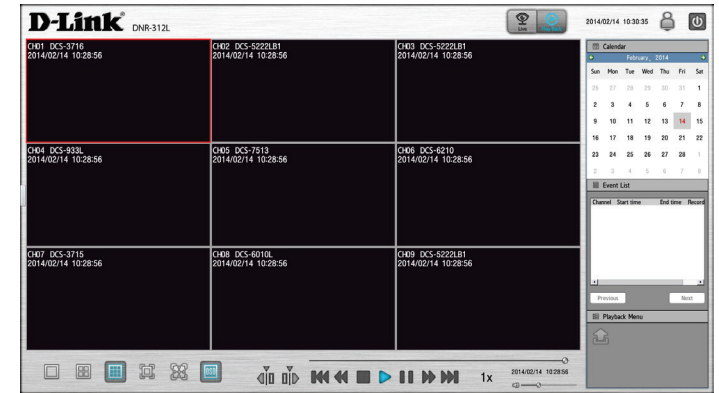 D-Link DNR-312L
Live
2014/02/14 10:30:35
CH01 DCS-3716
2014/02/14 10:28:56
CH02 DCS-5222LB1
2014/02/14 10:28:56
CH03 DCS-5222LB1
2014/02/14 10:28:56
CH04 DCS-933L
2014/02/14 10:28:56
CH05 DCS-7513
2014/02/14 10:28:56
CH06 DCS-6210
2014/02/14 10:28:56
CH07 DCS-3715
2014/02/14 10:28:56
CH08 DCS-6010L
2014/02/14 10:28:56
CH09 DCS-5222LB1
2014/02/14 10:28:56
Calendar
February, 2014
Sun Mon Tue Wed Thu Fri Sat
26 27 28 29 30 31 1
2 3 4 5 6 7 8
9 10 11 12 13 14 15
16 17 18 19 20 21 22
23 24 25 26 27 28 1
2 3 4 5 6 7 8
Event List
Channel Start time End time Record
Previous Next
Playback Menu
1x
2014/02/14 10:28:56